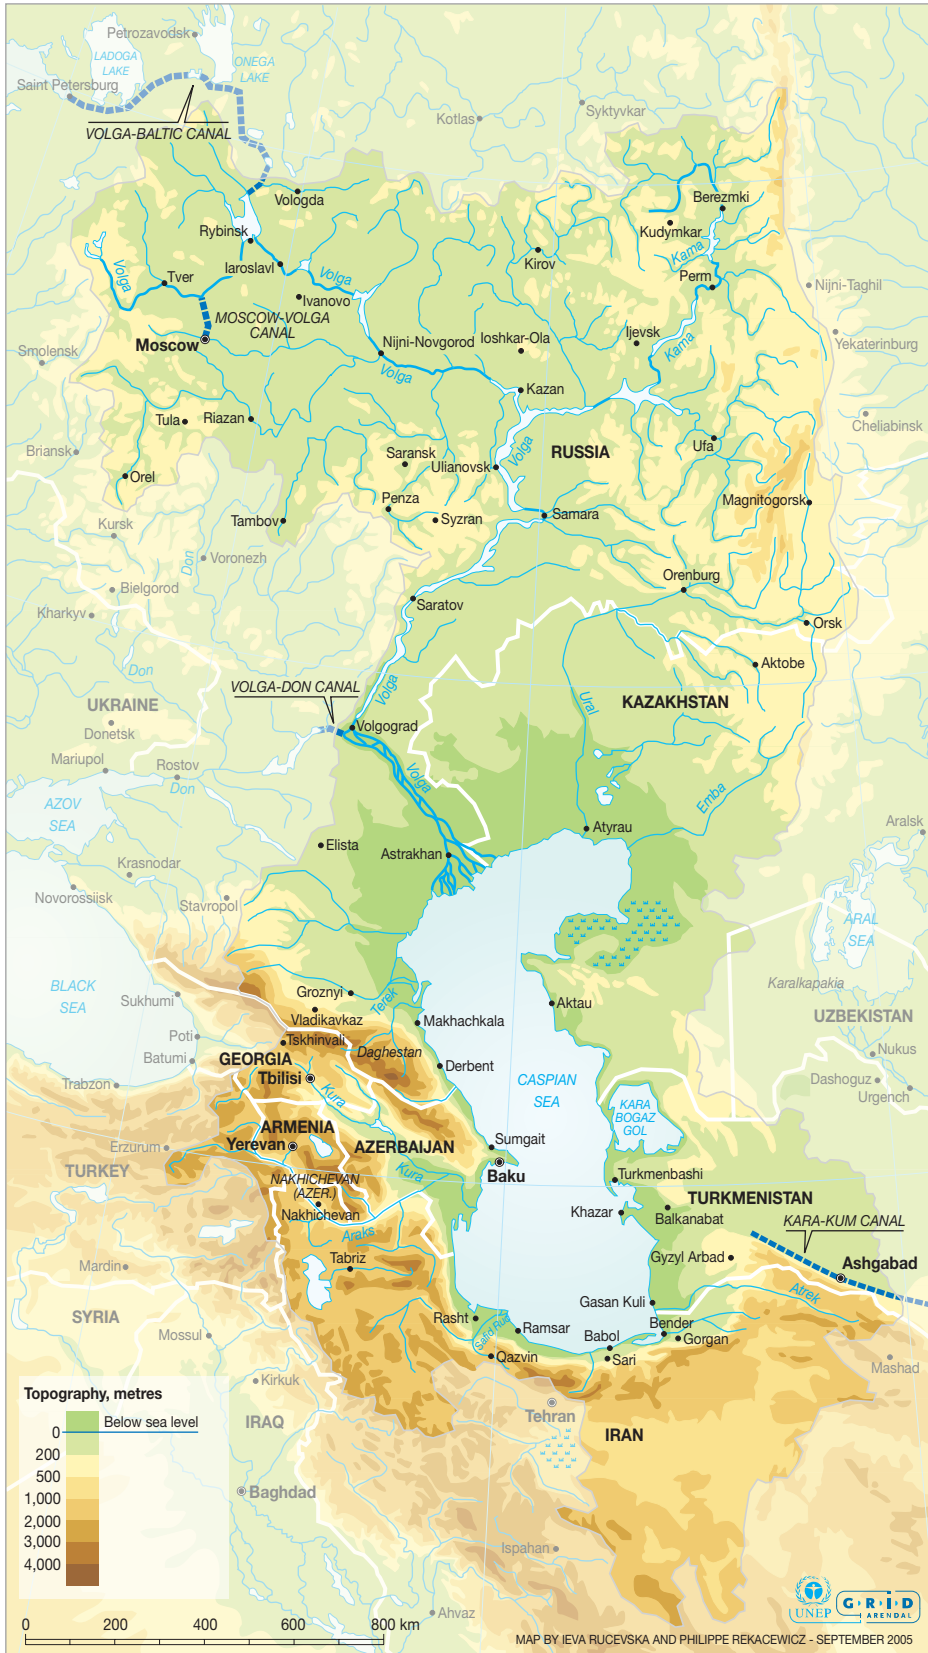 Petrozavodsk
LADOGA
LAKE
ONEGA
LAKE
Saint Petersburg
VOLGA-BALTIC CANAL
Kotlas
Syktyvkar
Vologda
Berezmki
Kudymkar
Rybinsk
Kama
Iaroslavl
Volga
Kirov
Volga
Tver
Perm
Nijni-Taghil
Ivanovo
MOSCOW-VOLGA
CANAL
Moscow
Nijni-Novgorod
Ioshkar-Ola
Ijevsk
Kama
Yekaterinburg
Smolensk
Volga
Kazan
Tula
Riazan
Cheliabinsk
Briansk
Saransk
Ulianovsk
Volga
RUSSIA
Ufa
Orel
Penza
Magnitogorsk
Kursk
Tambov
Syzran
Samara
Don
Voronezh
Bielgorod
Orenburg
Kharkyv
Saratov
Orsk
Don
Aktobe
VOLGA-DON CANAL
Volga
Ural
KAZAKHSTAN
UKRAINE
Donetsk
Volgograd
Mariupol
Rostov
Don
Volga
Emba
AZOV
SEA
Atyrau
Aralsk
Elista
Astrakhan
Krasnodar
Novorossiisk
Stavropol
ARAL
SEA
BLACK
SEA
Groznyi
Terek
Aktau
Karalkapakia
Sukhumi
Vladikavkaz
Makhachkala
UZBEKISTAN
Poti
Tskhinvali
Daghestan
Batumi
GEORGIA
Derbent
Nukus
Trabzon
Tbilisi
CASPIAN
SEA
Dashoguz
Urgench
Kura
KARA
BOGAZ
GOL
ARMENIA
Erzurum
Yerevan
AZERBAIJAN
Sumgait
TURKEY
NAKHICHEVAN
(AZER.)
Kura
Baku
Turkmenbashi
Nakhichevan
TURKMENISTAN
Khazar
Balkanabat
KARA-KUM CANAL
Araks
Tabriz
Gyzyl Arbad
Ashgabad
Mardin
Atrek
SYRIA
Gasan Kuli
Rasht
Safid Rud
Ramsar
Bender
Mossul
Babol
Gorgan
Qazvin
Sari
Mashad
Kirkuk
Topography, metres
Below sea level
0
200
500
1,000
2,000
3,000
4,000
IRAQ
Tehran
IRAN
Baghdad
Ispahan
Ahvaz
UNEP
GRID
ARENDAL
0 200 400 600 800 km
MAP BY IEVA RUCEVSKA AND PHILIPPE REKACEWICZ - SEPTEMBER 2005